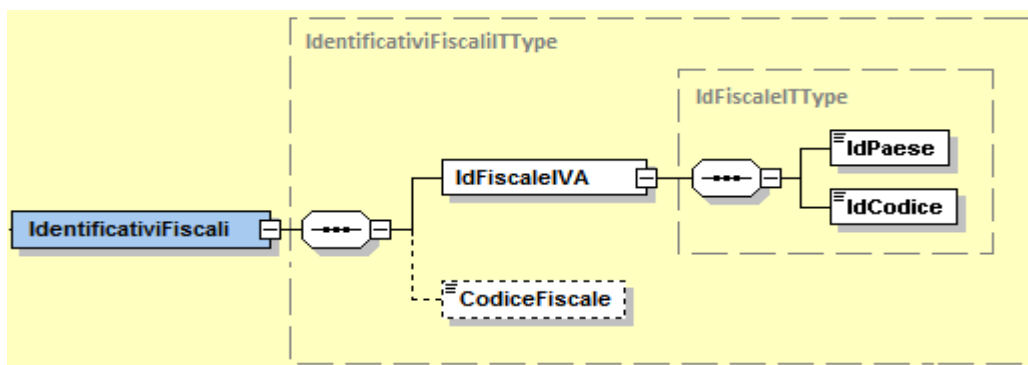 IdentificativiFiscaliITType
IdFiscaleITType
IdPaese
IdFiscaleIVA
IdCodice
IdentificativiFiscali
CodiceFiscale